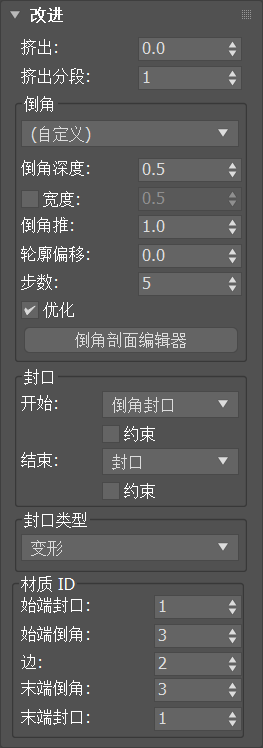 改进
挤出: 0.0
挤出分段: 1
倒角
(自定义)
倒角深度: 0.5
宽度: 0.5
倒角推: 1.0
轮廓偏移: 0.0
步数: 5
优化
倒角剖面编辑器
封口
开始: 倒角封口
约束
结束: 封口
约束
封口类型
变形
材质 ID
始端封口: 1
始端倒角: 3
边: 2
末端倒角: 3
末端封口: 1